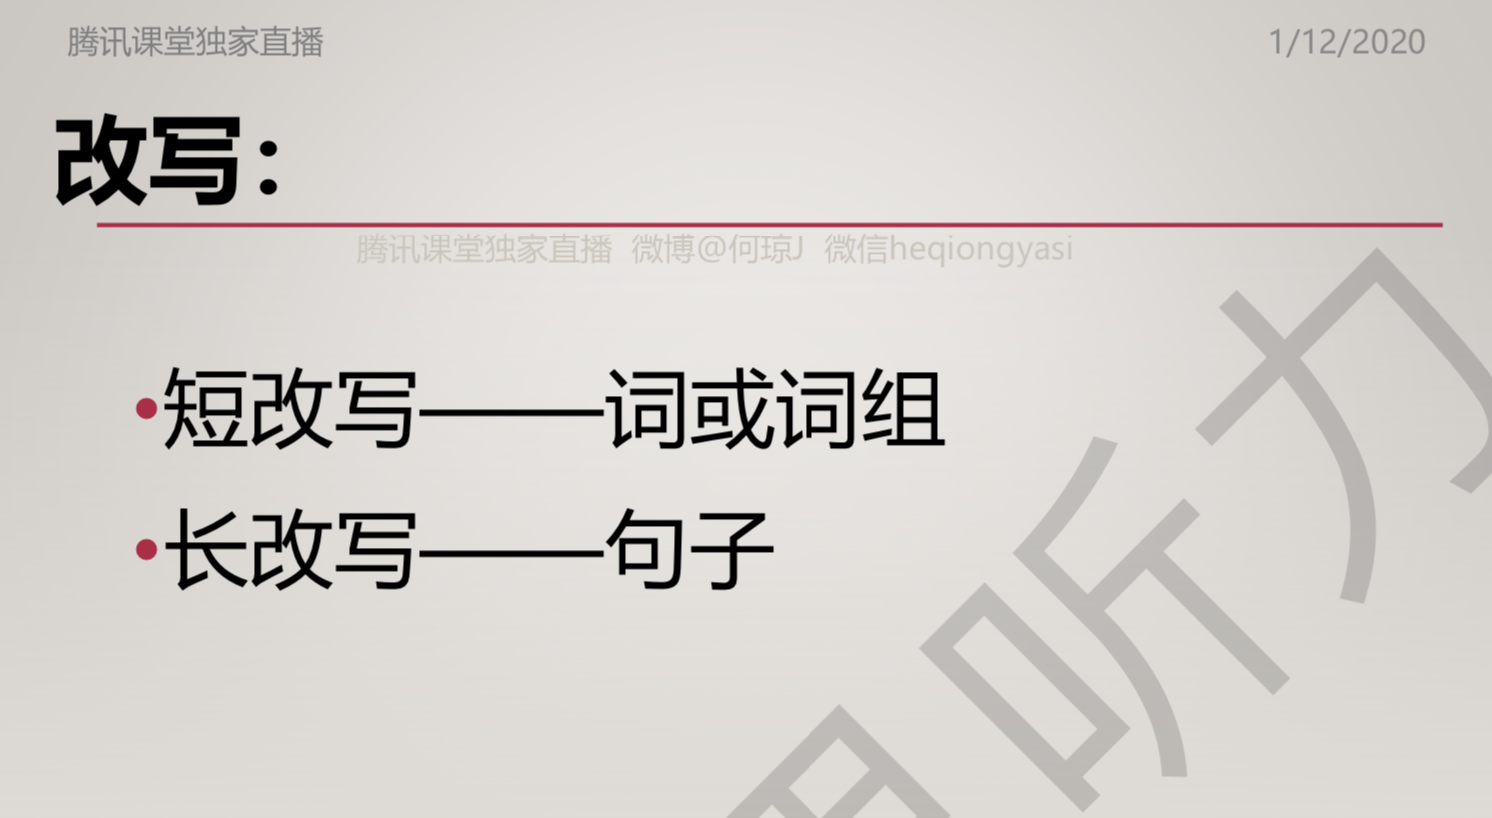 腾讯课堂独家直播 1/12/2020
改写：
腾讯课堂独家直播 微博@何琼J 微信heqiongyasi
•短改写——词或词组
•长改写——句子
听力